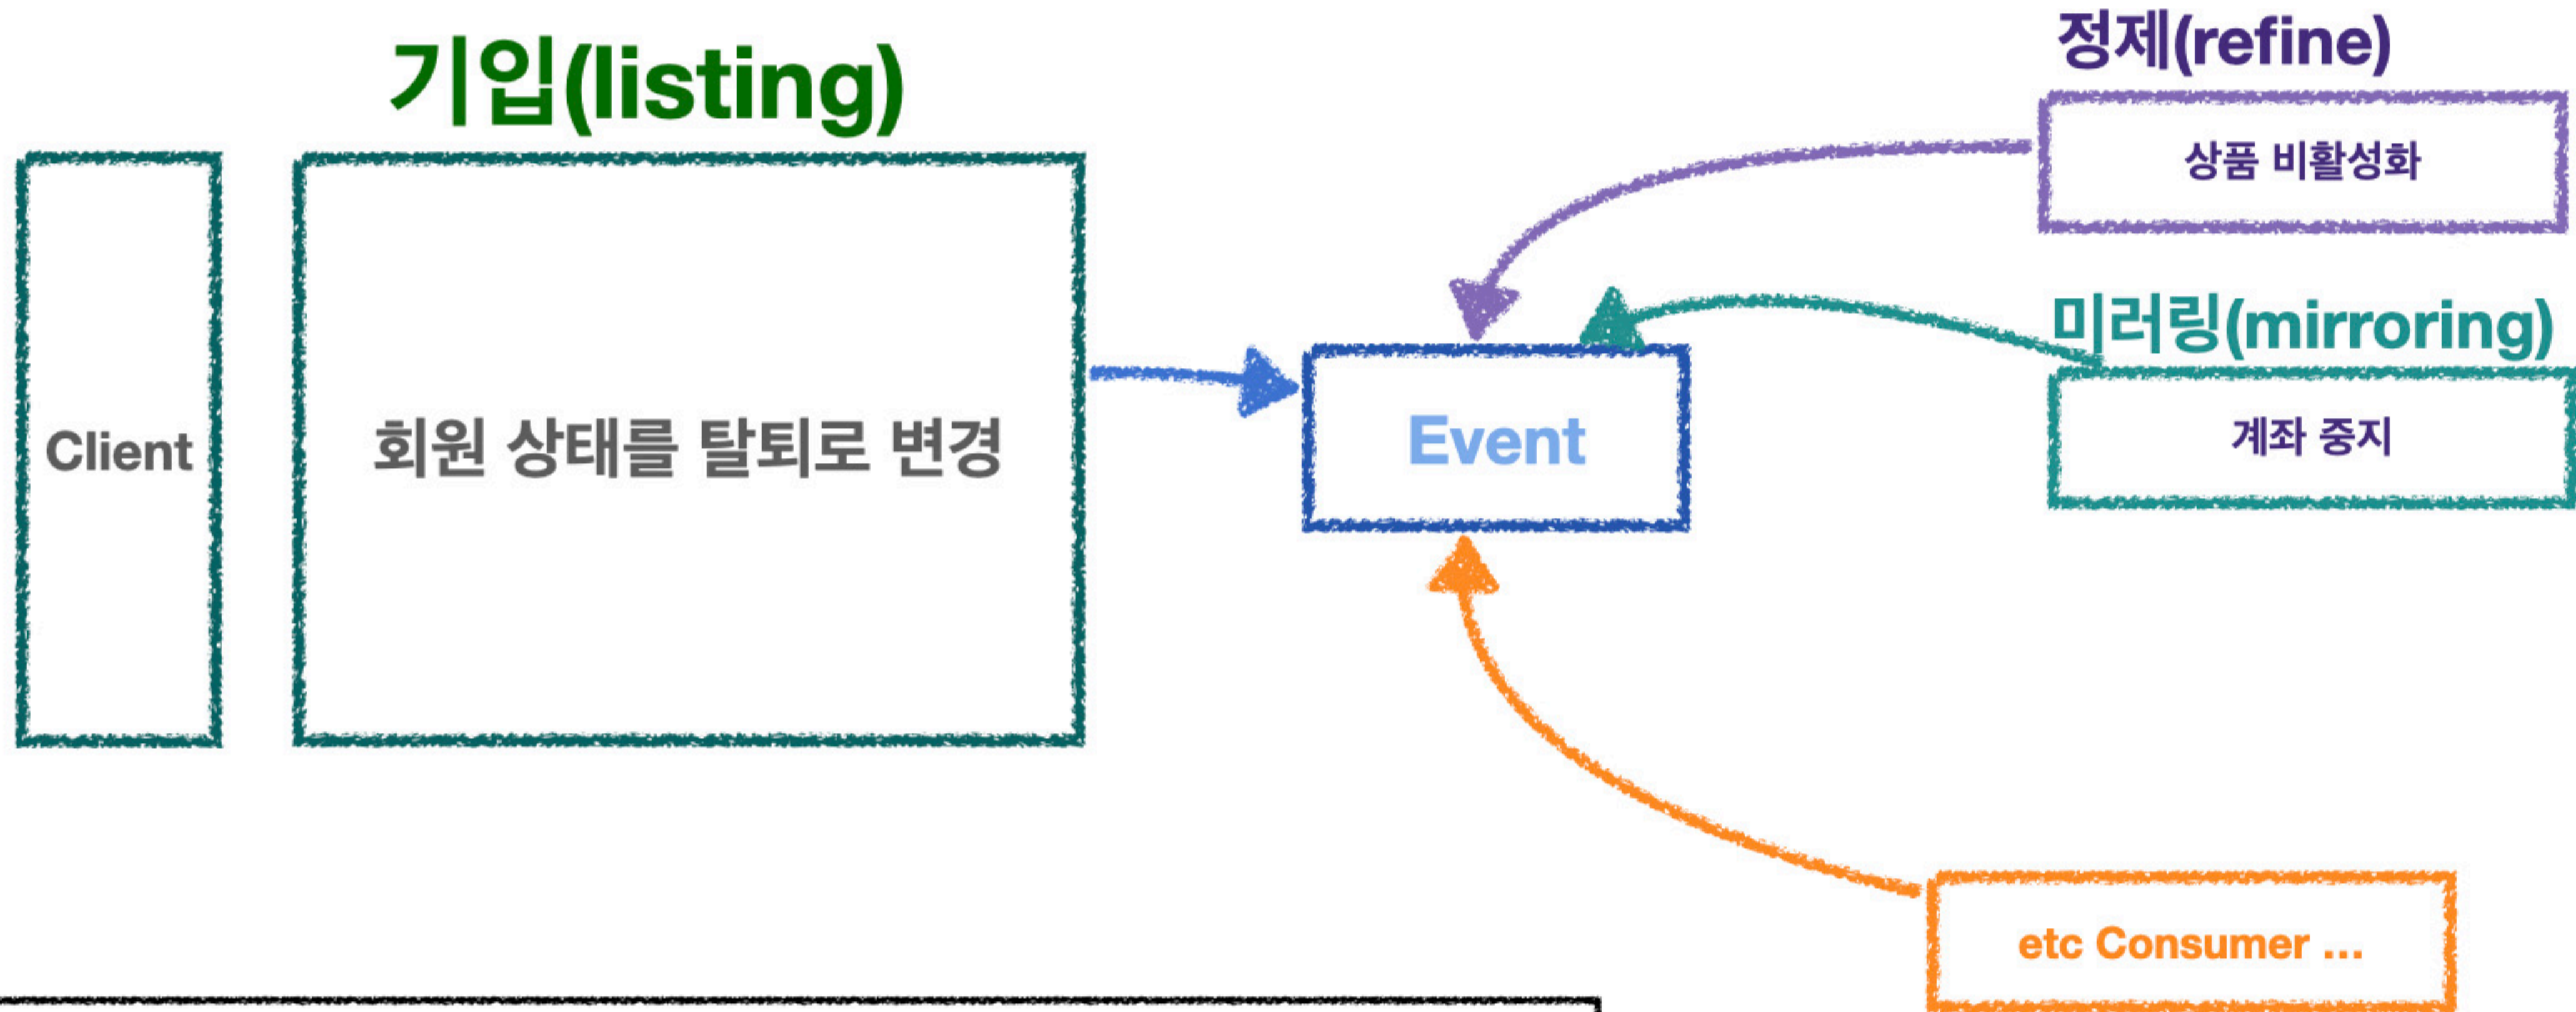 기입(listing)
Client
회원 상태를 탈퇴로 변경
Event
정제(refine)
상품 비활성화
미러링(mirroring)
계좌 중지
etc Consumer ...